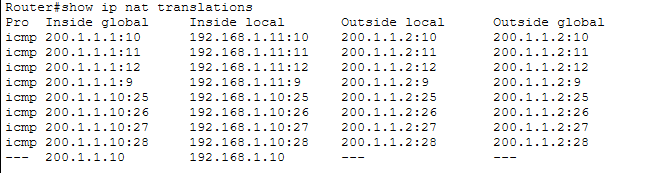 Router#show ip nat translations
Pro  Inside global     Inside local       Outside local      Outside global
icmp 200.1.1.1:10      192.168.1.11:10    200.1.1.2:10       200.1.1.2:10
icmp 200.1.1.1:11      192.168.1.11:11    200.1.1.2:11       200.1.1.2:11
icmp 200.1.1.1:12      192.168.1.11:12    200.1.1.2:12       200.1.1.2:12
icmp 200.1.1.1:9       192.168.1.11:9     200.1.1.2:9        200.1.1.2:9
icmp 200.1.1.10:25     192.168.1.10:25    200.1.1.2:25       200.1.1.2:25
icmp 200.1.1.10:26     192.168.1.10:26    200.1.1.2:26       200.1.1.2:26
icmp 200.1.1.10:27     192.168.1.10:27    200.1.1.2:27       200.1.1.2:27
icmp 200.1.1.10:28     192.168.1.10:28    200.1.1.2:28       200.1.1.2:28
---  200.1.1.10        192.168.1.10       ---                ---